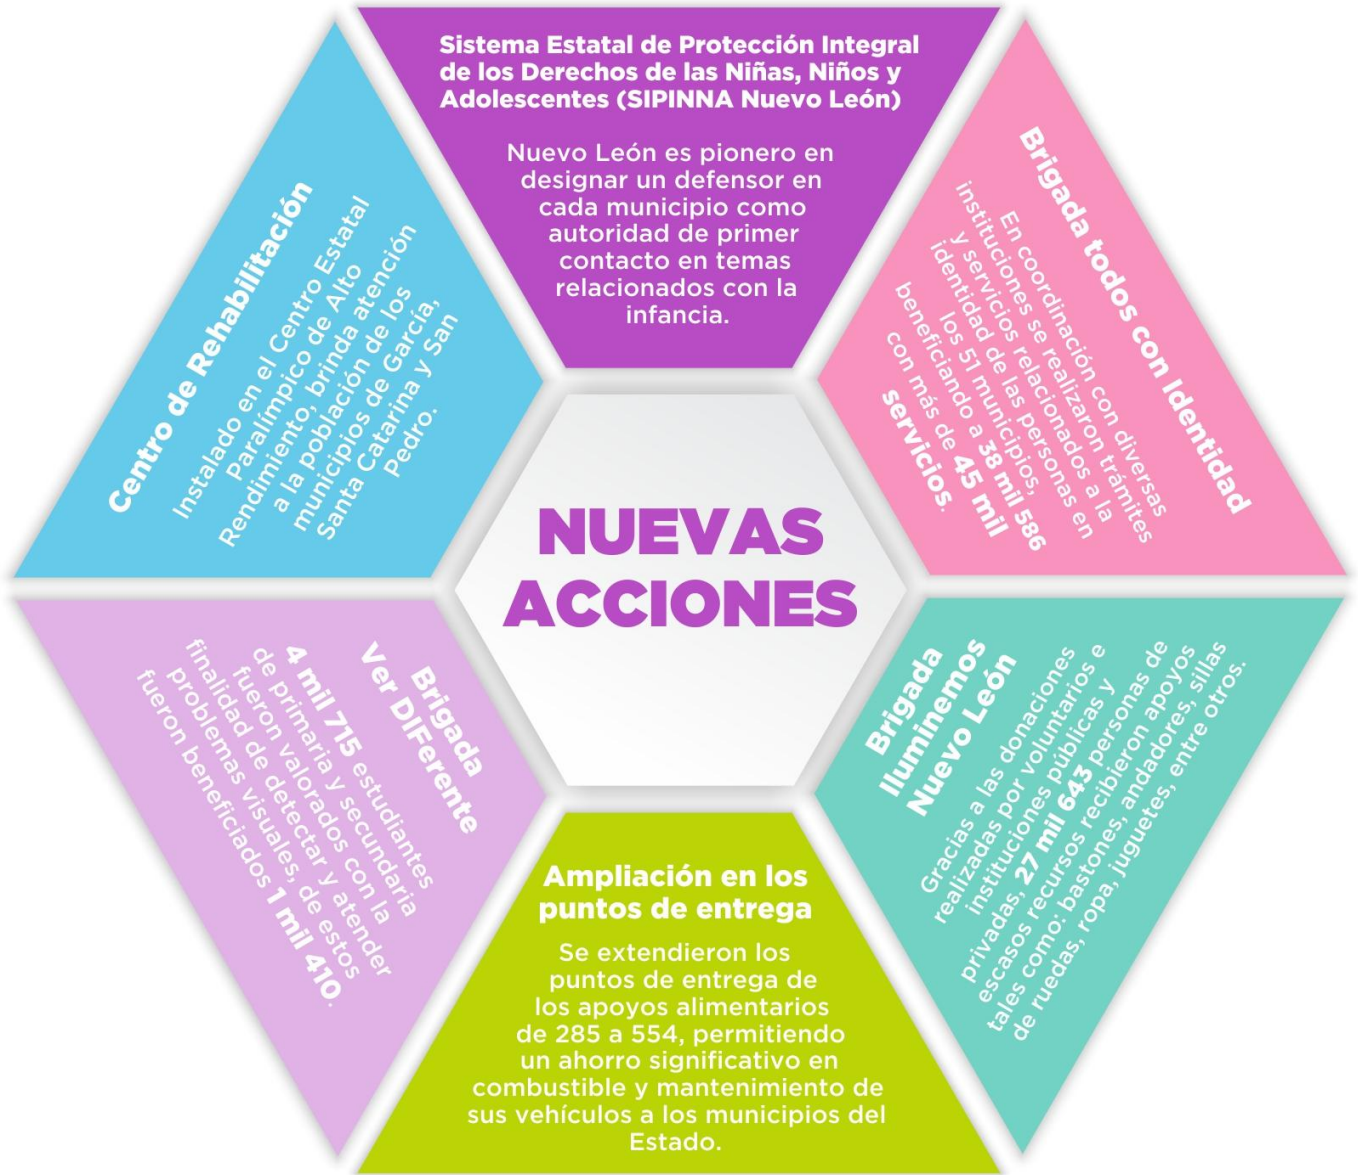 Sistema Estatal de Protección Integral
de los Derechos de las Niñas, Niños y
Adolescentes (SIPINNA Nuevo León)
Nuevo León es pionero en
designar un defensor en
cada municipio como
autoridad de primer
contacto en temas
relacionados con la
infancia.
Brigada todos con Identidad
En coordinación con diversas
instituciones se realizaron trámites
y servicios relacionados a la
identidad de las personas en
los 51 municipios,
beneficiando a 38 mil 586
con más de 45 mil
servicios.
Brigada
Iluminemos
Nuevo León
Gracias a las donaciones
realizadas por voluntarios e
instituciones públicas y
privadas, 27 mil 643 personas de
escasos recursos recibieron apoyos
tales como: bastones, andadores, sillas
de ruedas, ropa, juguetes, entre otros.
Ampliación en los
puntos de entrega
Se extendieron los
puntos de entrega de
los apoyos alimentarios
de 285 a 554, permitiendo
un ahorro significativo en
combustible y mantenimiento de
sus vehículos a los municipios del
Estado.
Brigada
Ver DIFerente
4 mil 715 estudiantes
de primaria y secundaria
fueron valorados con la
finalidad de detectar y atender
problemas visuales, de estos
fueron beneficiados 1 mil 410.
Centro de Rehabilitación
Instalado en el Centro Estatal
Paralímpico de Alto
Rendimiento, brinda atención
a la población de los
municipios de García,
Santa Catarina y San
Pedro.
NUEVAS
ACCIONES